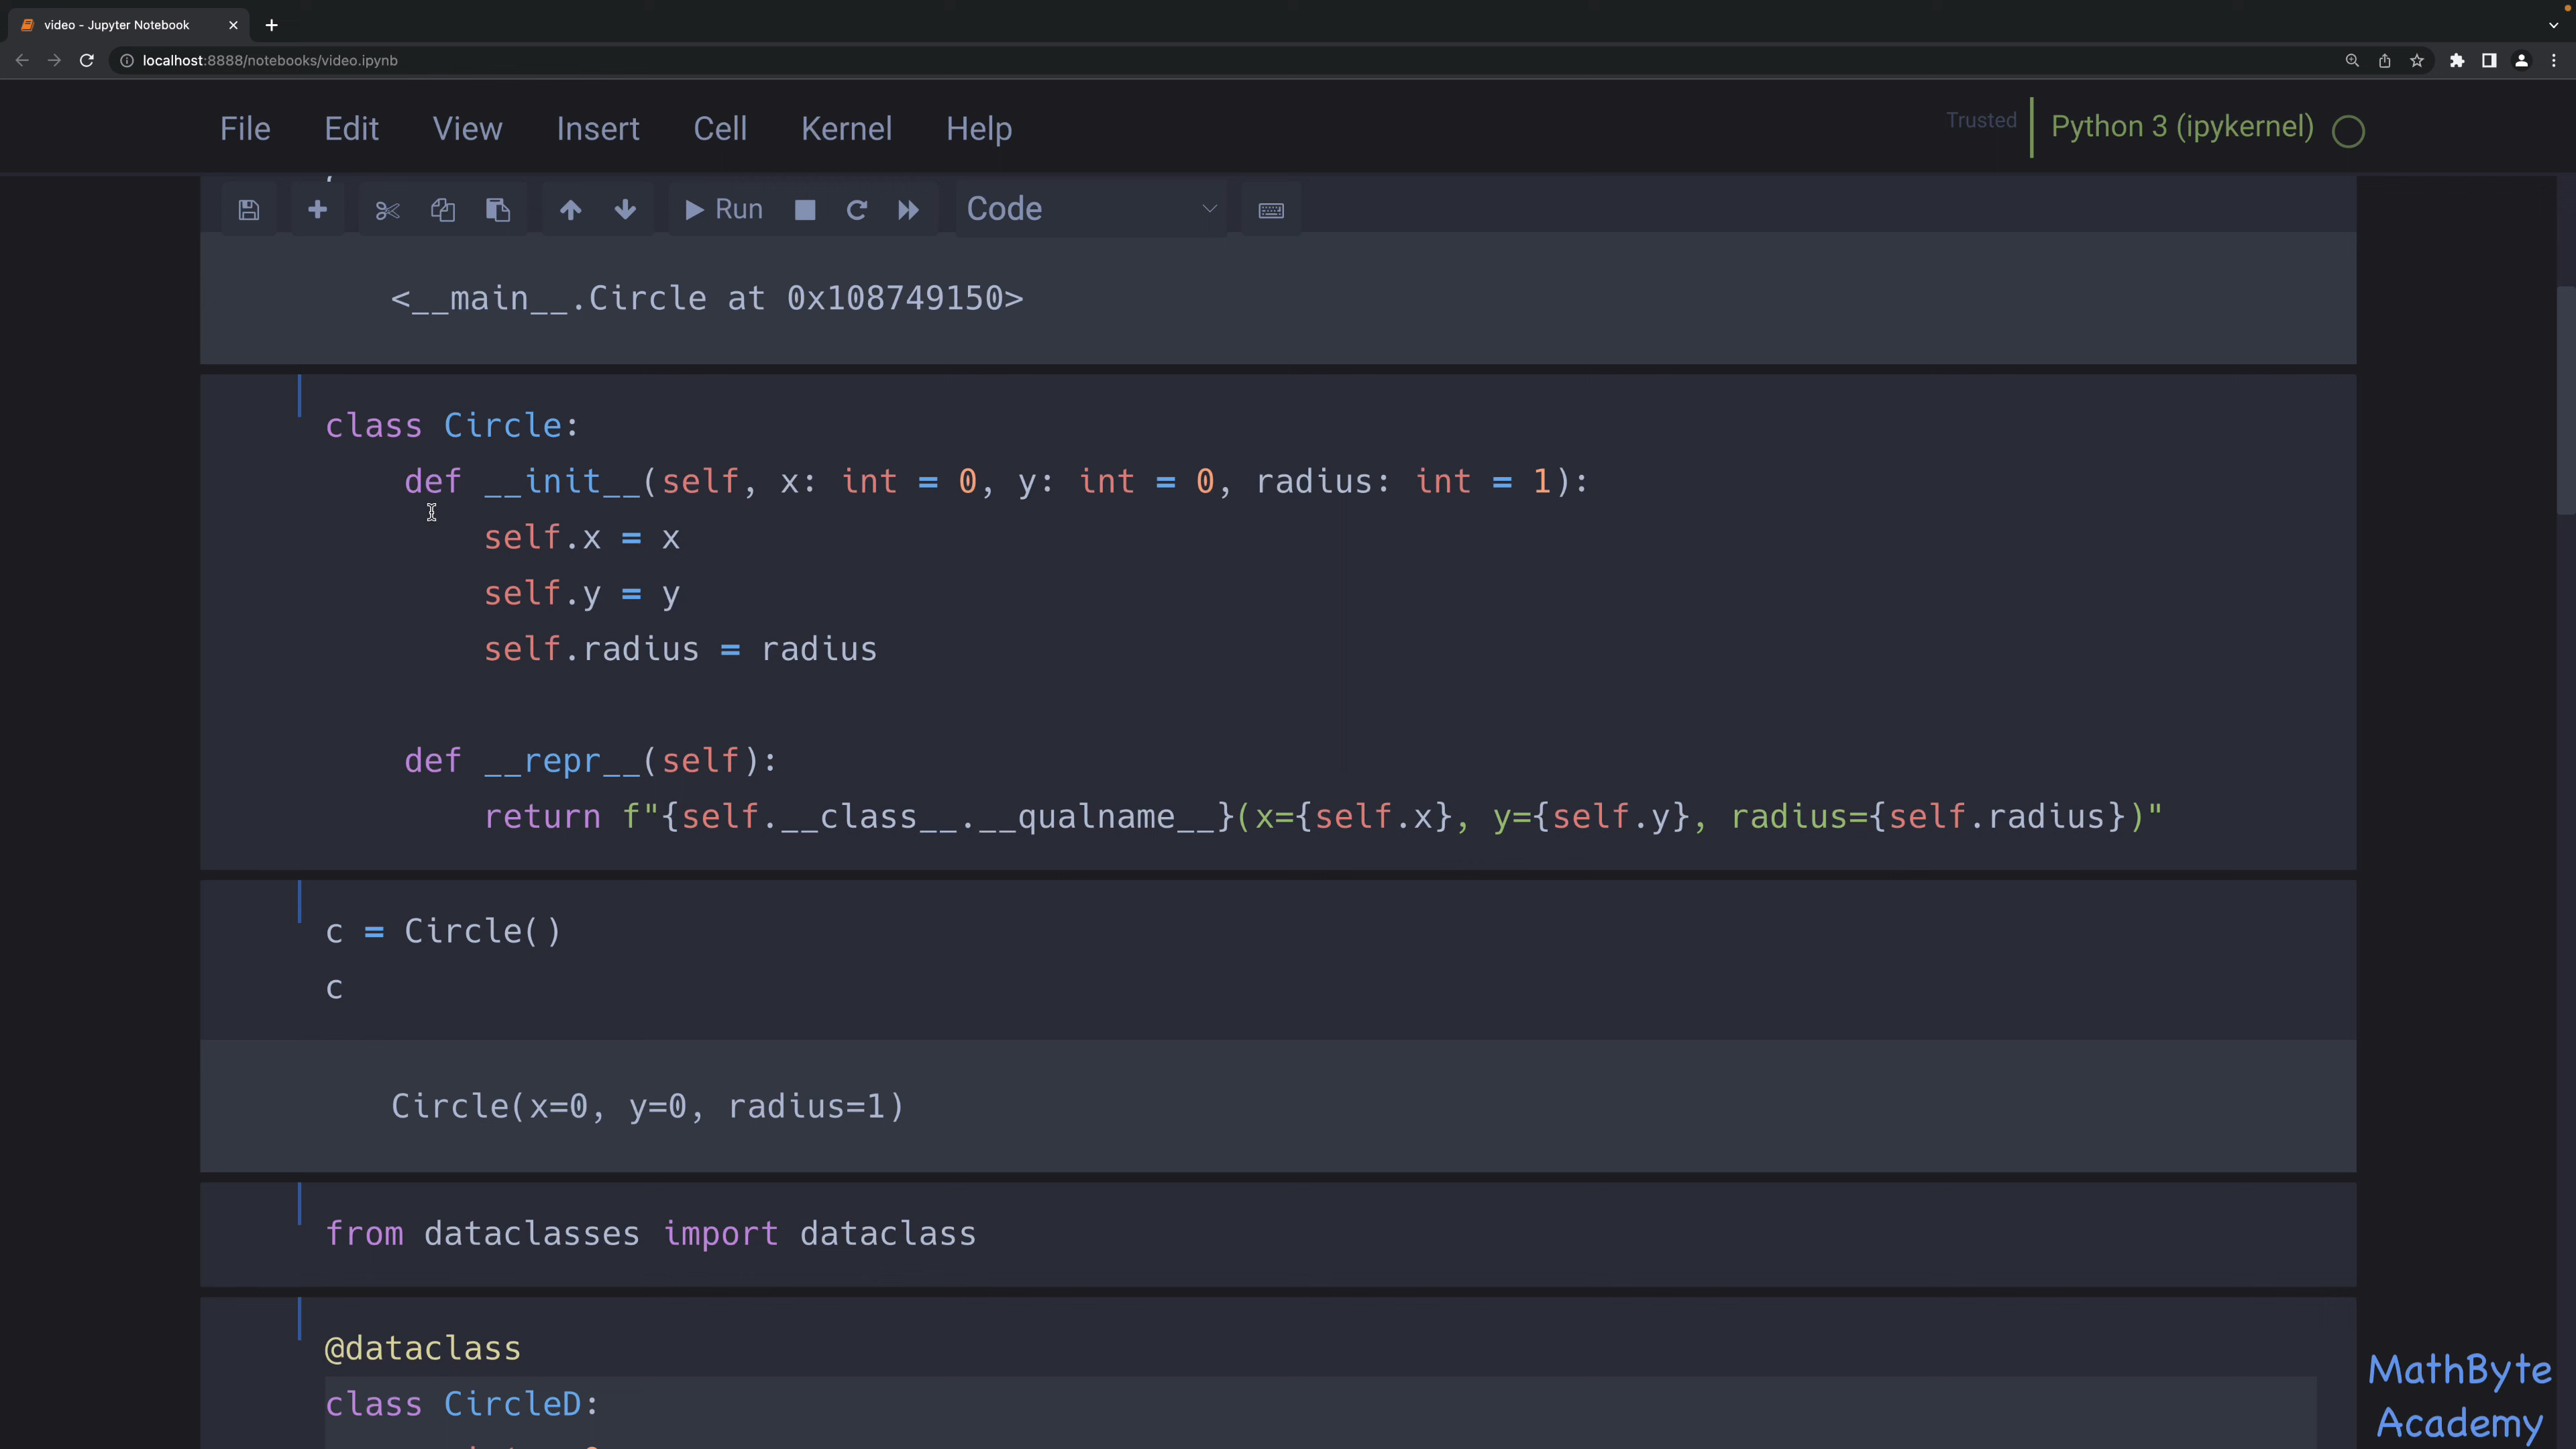 video - Jupyter Notebook
localhost:8888/notebooks/video.ipynb
File Edit View Insert Cell Kernel Help Trusted Python 3 (ipykernel)
Run Code
<__main__.Circle at 0x108749150>
class Circle:
    def __init__(self, x: int = 0, y: int = 0, radius: int = 1):
        self.x = x
        self.y = y
        self.radius = radius
    def __repr__(self):
        return f"{self.__class__.__qualname__}(x={self.x}, y={self.y}, radius={self.radius})"
c = Circle()
c
Circle(x=0, y=0, radius=1)
from dataclasses import dataclass
@dataclass
class CircleD:
MathByte
Academy